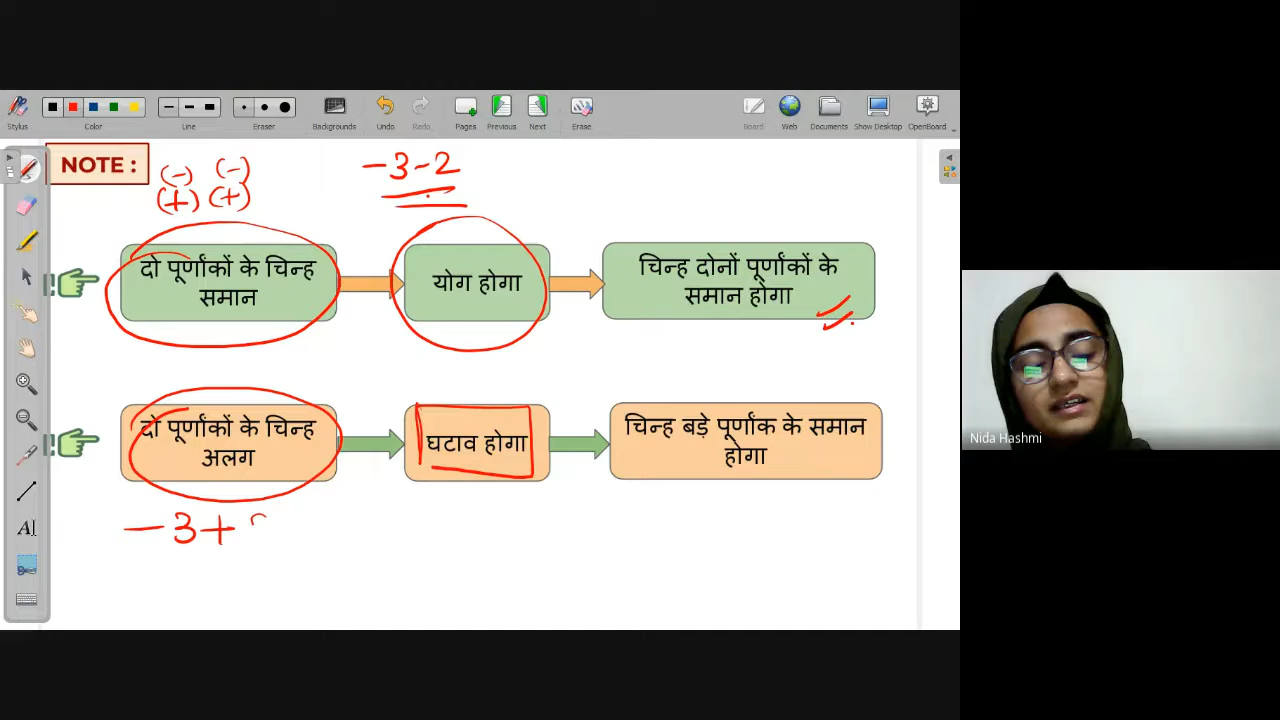 Stylus
Color
Line
Eraser
Backgrounds
Undo
Redo
Pages
Previous
Next
Erase
Board
Web
Documents
Show Desktop
OpenBoard
NOTE :
(-) (-)
(+) (+)
-3-2
दो पूर्णांकों के चिन्ह
समान
योग होगा
चिन्ह दोनों पूर्णांकों के
समान होगा
दो पूर्णांकों के चिन्ह
अलग
घटाव होगा
चिन्ह बड़े पूर्णांक के समान
होगा
-3+
Nida Hashmi